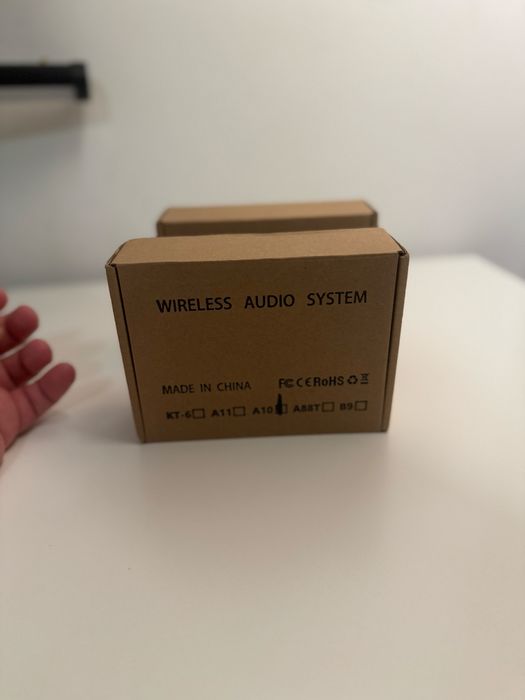 WIRELESS AUDIO SYSTEM
MADE IN CHINA FC CE RoHS
KT-6 A11 A10 A88T B9